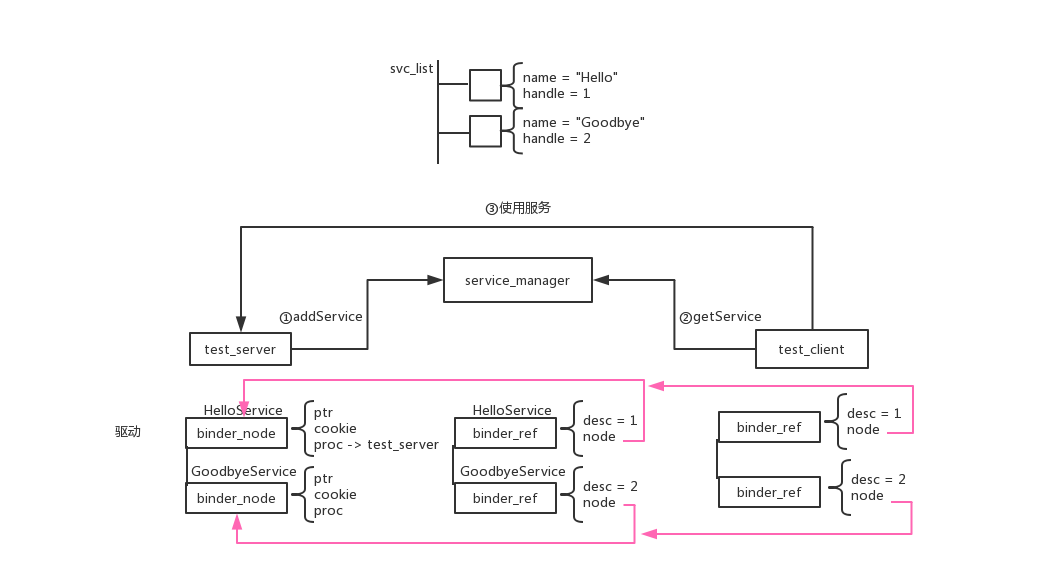 svc_list
name = "Hello"
handle = 1
name = "Goodbye"
handle = 2
③使用服务
service_manager
①addService
②getService
test_server
test_client
驱动
HelloService
binder_node
ptr
cookie
proc -> test_server
GoodbyeService
binder_node
ptr
cookie
proc
HelloService
binder_ref
desc = 1
node
GoodbyeService
binder_ref
desc = 2
node
binder_ref
desc = 1
node
binder_ref
desc = 2
node